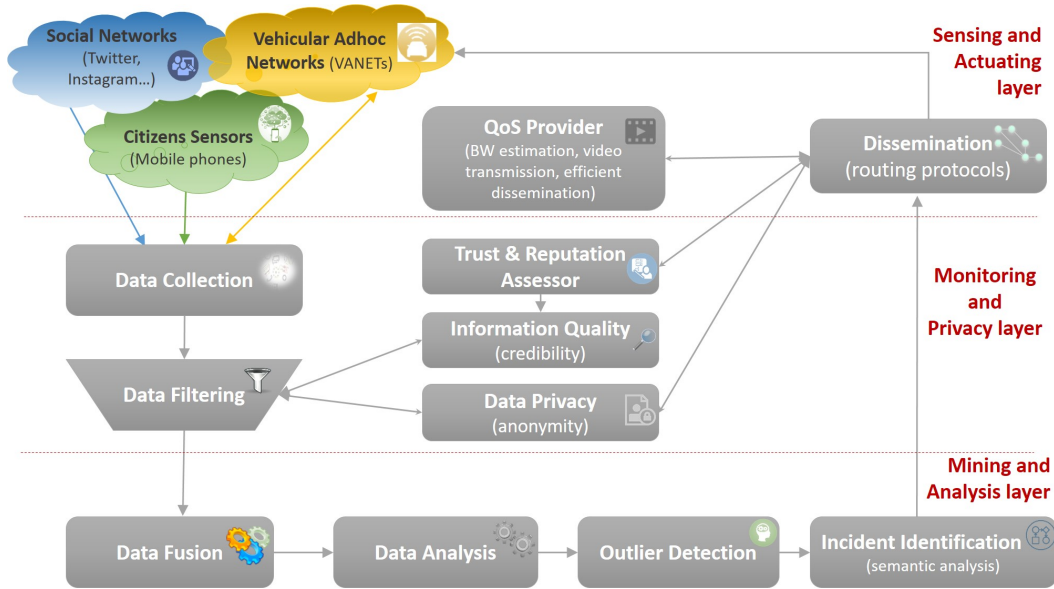 Social Networks
(Twitter,
Instagram...)
Vehicular Adhoc
Networks (VANETs)
Citizens Sensors
(Mobile phones)
QoS Provider
(BW estimation, video
transmission, efficient
dissemination)
Dissemination
(routing protocols)
Sensing and
Actuating
layer
Data Collection
Trust & Reputation
Assessor
Information Quality
(credibility)
Data Filtering
Data Privacy
(anonymity)
Monitoring
and
Privacy layer
Mining and
Analysis layer
Data Fusion
Data Analysis
Outlier Detection
Incident Identification
(semantic analysis)